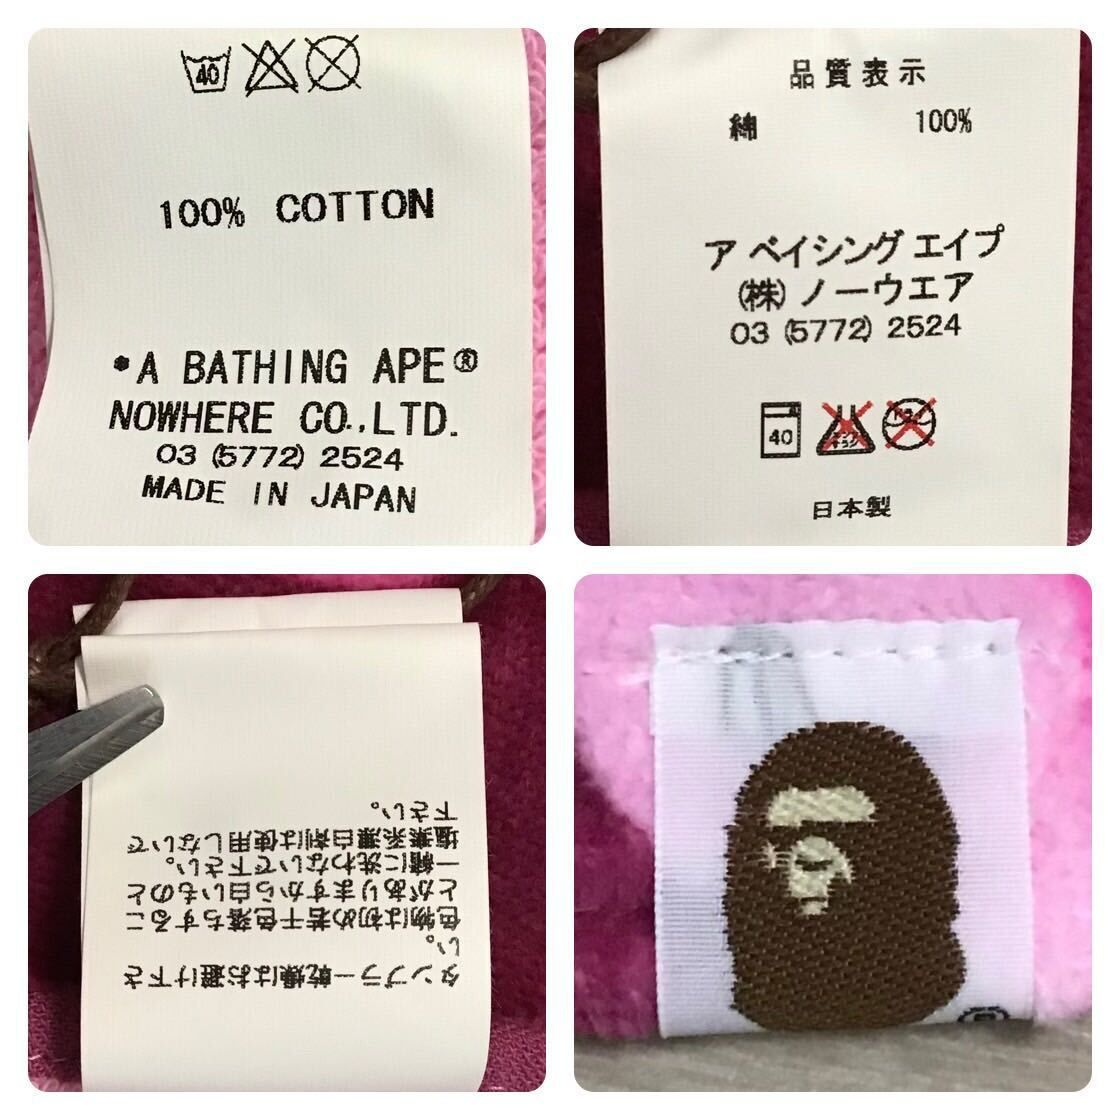 40
100% COTTON
*A BATHING APE®
NOWHERE CO.,LTD.
03 (5772) 2524
MADE IN JAPAN
品質表示
綿 100%
ア ベイシング エイプ
(株) ノーウエア
03 (5772) 2524
40
日本製
タンブラー乾燥はお避け下さ
い。
色物は初め若干色落ちするこ
とがありますから白いものと
一緒に洗わないで下さい。
塩素系漂白剤は使用しないで
下さい。